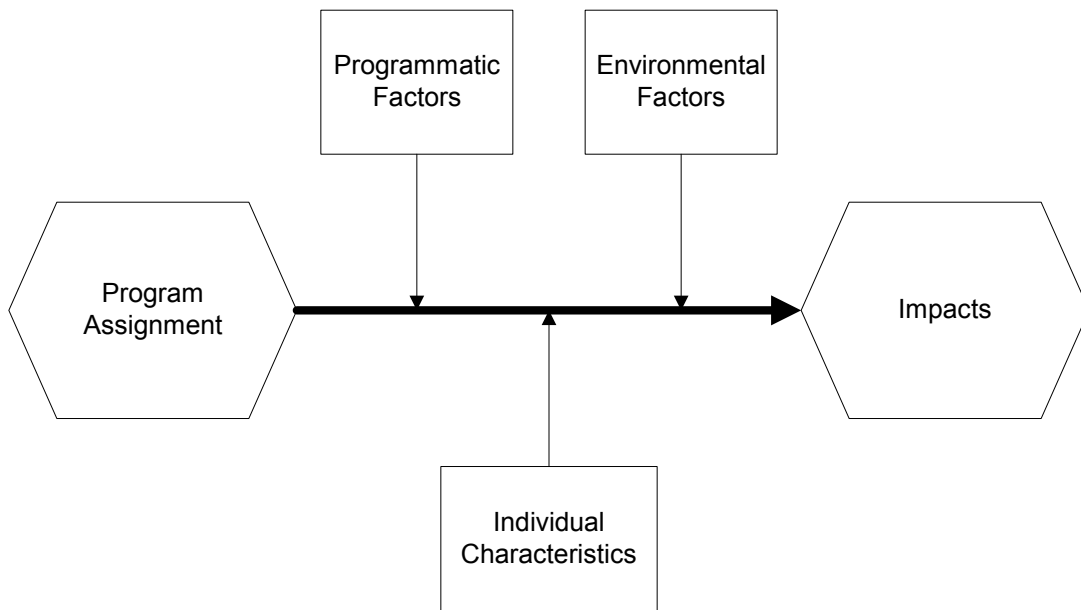 Programmatic
Factors
Environmental
Factors
Program
Assignment
Impacts
Individual
Characteristics